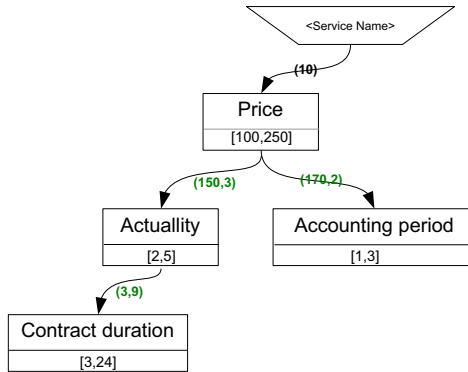 <Service Name>
(10)
Price
[100,250]
(150,3)
(170,2)
Actuallity
[2,5]
Accounting period
[1,3]
(3,9)
Contract duration
[3,24]